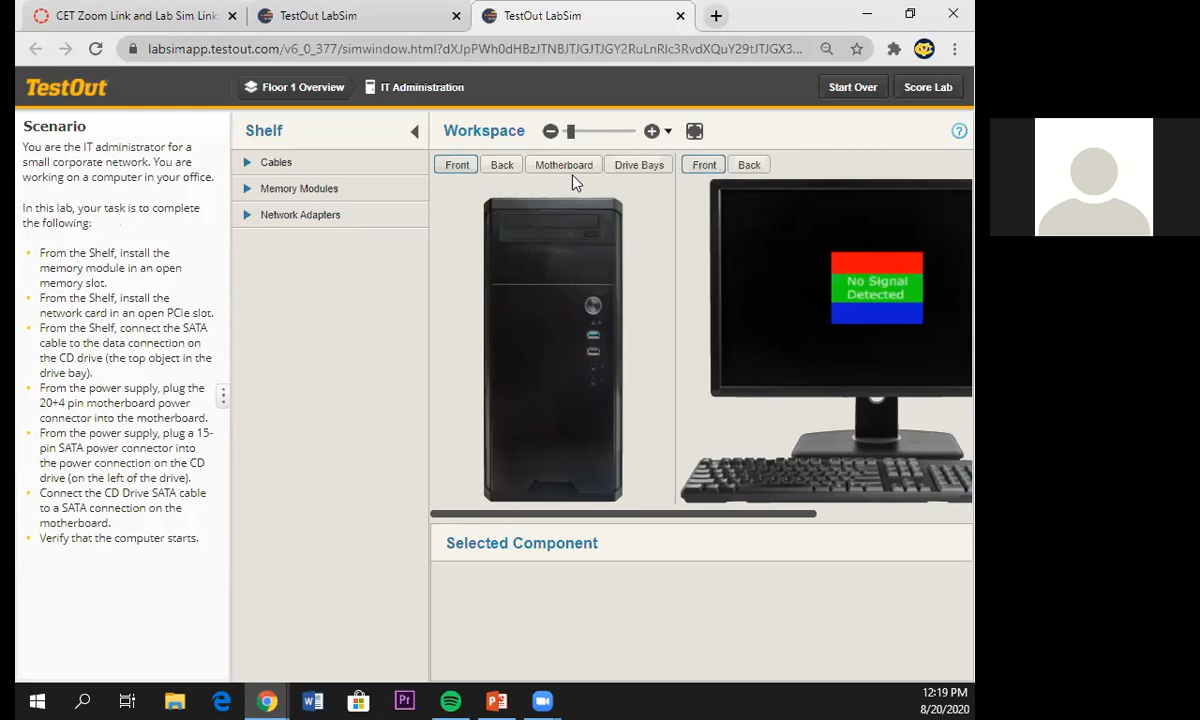 CET Zoom Link and Lab Sim Link
TestOut LabSim
TestOut LabSim
labsimapp.testout.com/v6_0_377/simwindow.html?dXJpPWh0dHBzJTNBJTJGJTJGY2RuLnRlc3RvdXQuY29tJTJGX3...
TestOut
Floor 1 Overview
IT Administration
Start Over
Score Lab
Scenario
You are the IT administrator for a
small corporate network. You are
working on a computer in your office.
In this lab, your task is to complete
the following:
From the Shelf, install the
memory module in an open
memory slot.
From the Shelf, install the
network card in an open PCIe slot.
From the Shelf, connect the SATA
cable to the data connection on
the CD drive (the top object in the
drive bay).
From the power supply, plug the
20+4 pin motherboard power
connector into the motherboard.
From the power supply, plug a 15-
pin SATA power connector into
the power connection on the CD
drive (on the left of the drive).
Connect the CD Drive SATA cable
to a SATA connection on the
motherboard.
Verify that the computer starts.
Shelf
Cables
Memory Modules
Network Adapters
Workspace
Front
Back
Motherboard
Drive Bays
Front
Back
No Signal
Detected
Selected Component
12:19 PM
8/20/2020